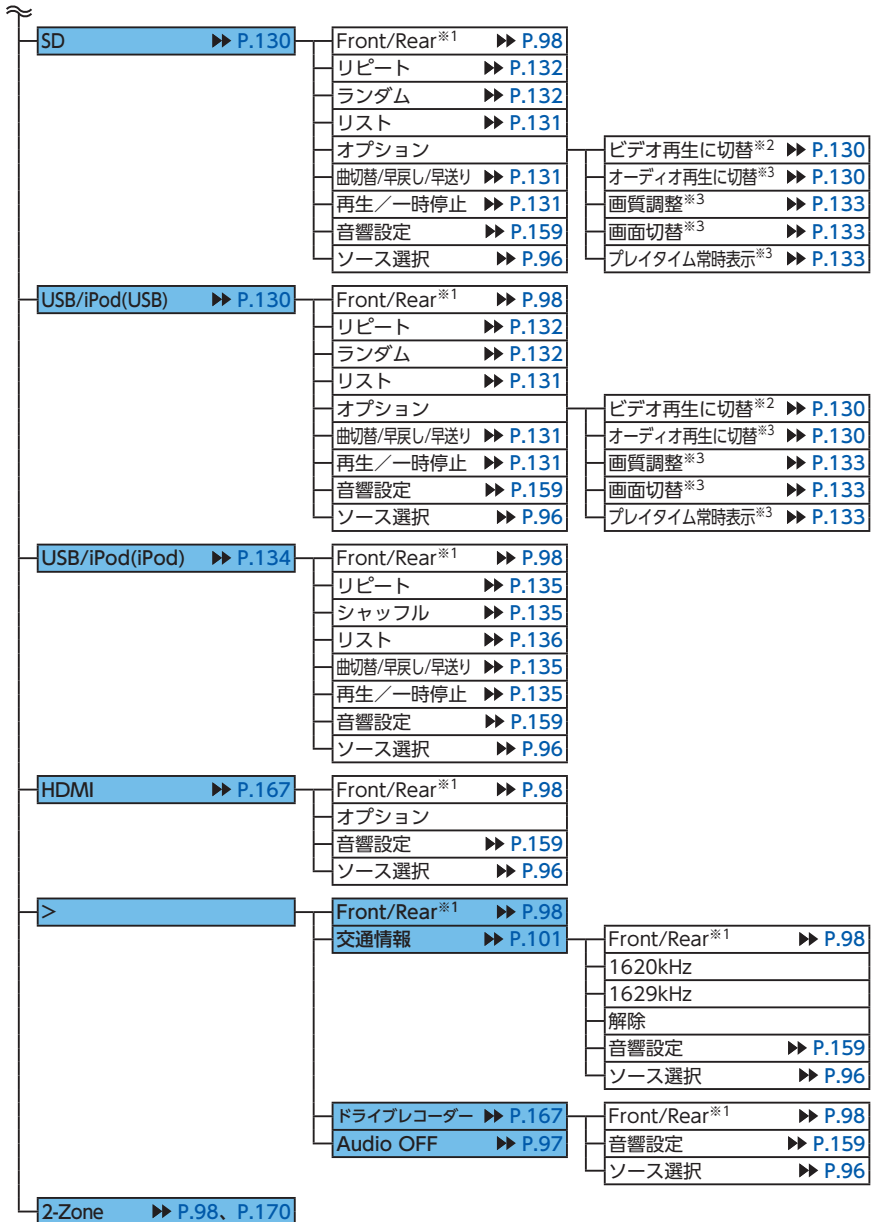 SD ▶▶ P.130
Front/Rear※1 ▶▶ P.98
リピート ▶▶ P.132
ランダム ▶▶ P.132
リスト ▶▶ P.131
オプション
ビデオ再生に切替※2 ▶▶ P.130
オーディオ再生に切替※3 ▶▶ P.130
画質調整※3 ▶▶ P.133
画面切替※3 ▶▶ P.133
プレイタイム常時表示※3 ▶▶ P.133
曲切替/早戻し/早送り ▶▶ P.131
再生／一時停止 ▶▶ P.131
音響設定 ▶▶ P.159
ソース選択 ▶▶ P.96
USB/iPod(USB) ▶▶ P.130
Front/Rear※1 ▶▶ P.98
リピート ▶▶ P.132
ランダム ▶▶ P.132
リスト ▶▶ P.131
オプション
ビデオ再生に切替※2 ▶▶ P.130
オーディオ再生に切替※3 ▶▶ P.130
画質調整※3 ▶▶ P.133
画面切替※3 ▶▶ P.133
プレイタイム常時表示※3 ▶▶ P.133
曲切替/早戻し/早送り ▶▶ P.131
再生／一時停止 ▶▶ P.131
音響設定 ▶▶ P.159
ソース選択 ▶▶ P.96
USB/iPod(iPod) ▶▶ P.134
Front/Rear※1 ▶▶ P.98
リピート ▶▶ P.135
シャッフル ▶▶ P.135
リスト ▶▶ P.136
曲切替/早戻し/早送り ▶▶ P.135
再生／一時停止 ▶▶ P.135
音響設定 ▶▶ P.159
ソース選択 ▶▶ P.96
HDMI ▶▶ P.167
Front/Rear※1 ▶▶ P.98
オプション
音響設定 ▶▶ P.159
ソース選択 ▶▶ P.96
>
Front/Rear※1 ▶▶ P.98
交通情報 ▶▶ P.101
Front/Rear※1 ▶▶ P.98
1620kHz
1629kHz
解除
音響設定 ▶▶ P.159
ソース選択 ▶▶ P.96
ドライブレコーダー ▶▶ P.167
Front/Rear※1 ▶▶ P.98
音響設定 ▶▶ P.159
ソース選択 ▶▶ P.96
Audio OFF ▶▶ P.97
2-Zone ▶▶ P.98、P.170